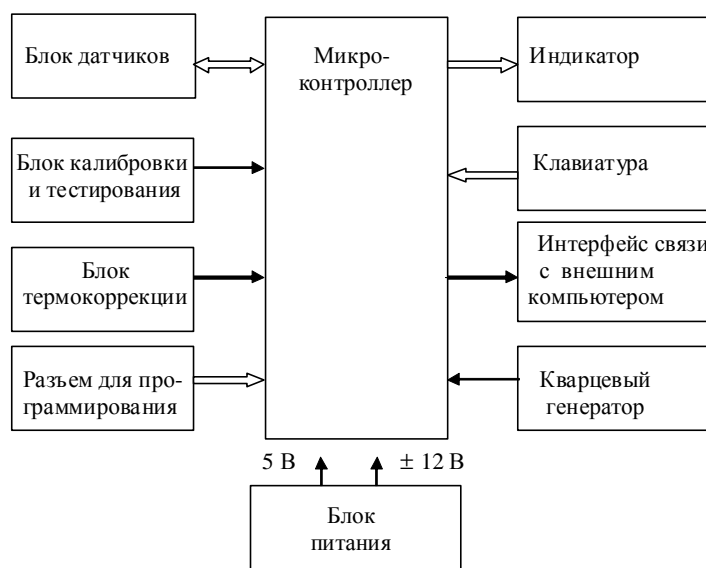 Блок датчиков
Микро-
контроллер
Индикатор
Блок калибровки
и тестирования
Клавиатура
Блок
термокоррекции
Интерфейс связи
с внешним
компьютером
Разъем для про-
граммирования
Кварцевый
генератор
5 В
± 12 В
Блок
питания